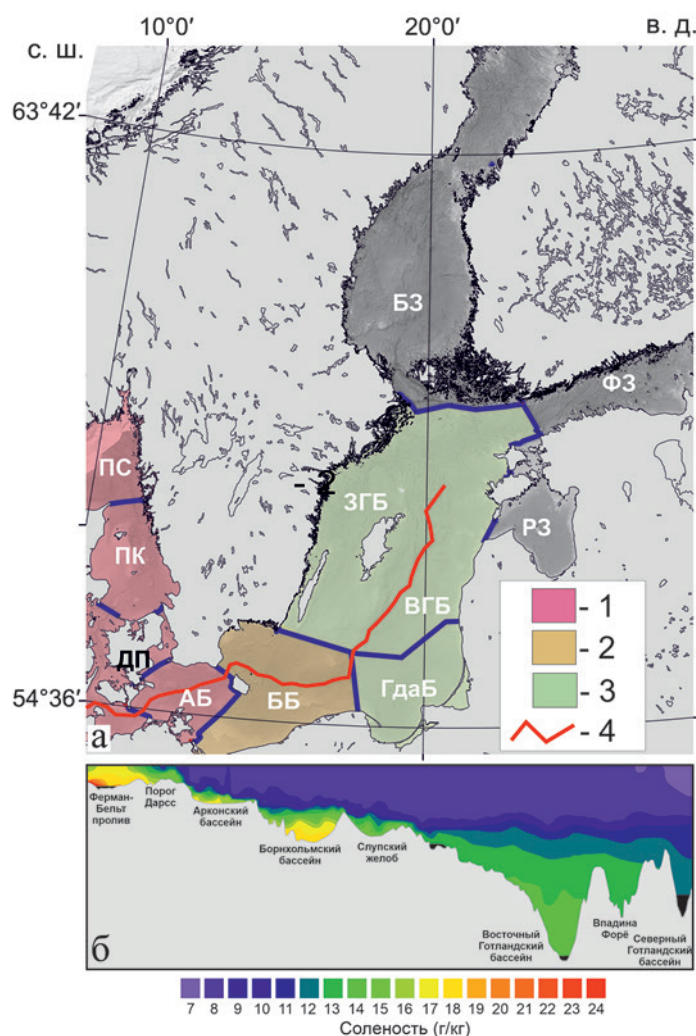 10°0′ 20°0′
с. ш. в. д.
63°42′
БЗ
ФЗ
ПС
ЗГБ
РЗ
ПК
ВГБ
- 1
ДП
- 2
АБ
ББ
ГдаБ
- 3
54°36′
- 4
а
Ферман-
Бельт
пролив
Порог
Дарсс
Арконский
бассейн
Борнхольмский
бассейн
Слупский
желоб
Восточный
Готландский
бассейн
Впадина
Форё
Северный
Готландский
бассейн
б
7 8 9 10 11 12 13 14 15 16 17 18 19 20 21 22 23 24
Соленость (г/кг)